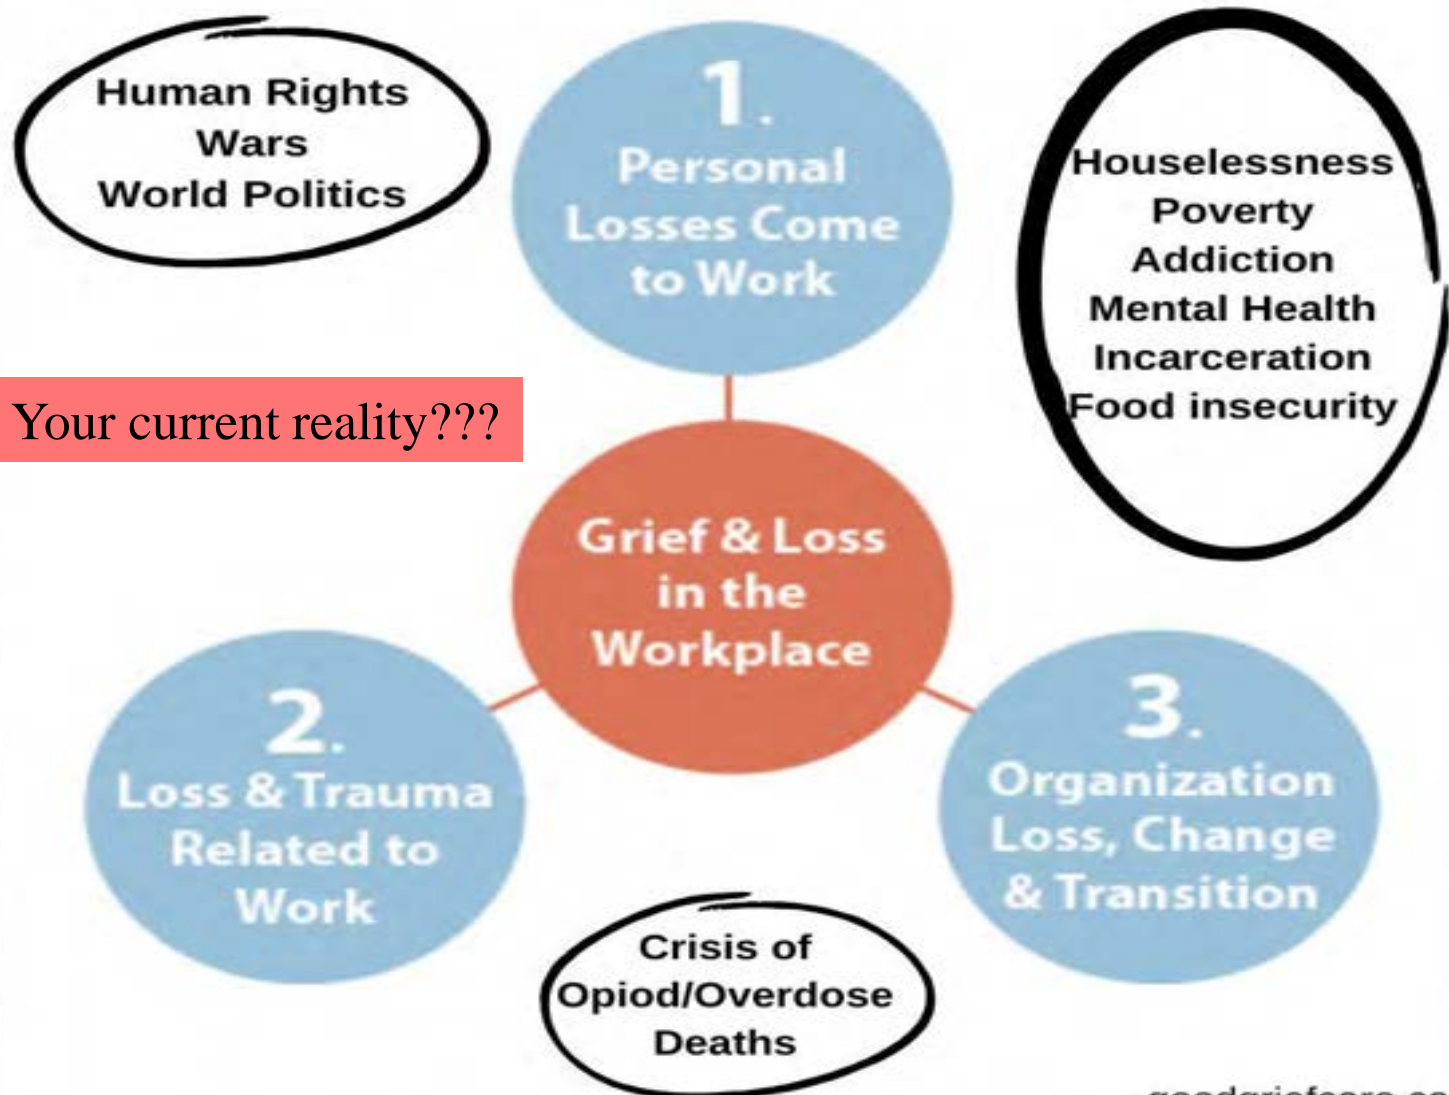 Human Rights
Wars
World Politics
1.
Personal
Losses Come
to Work
Houselessness
Poverty
Addiction
Mental Health
Incarceration
Food insecurity
Your current reality???
Grief & Loss
in the
Workplace
2.
Loss & Trauma
Related to
Work
3.
Organization
Loss, Change
& Transition
Crisis of
Opiod/Overdose
Deaths